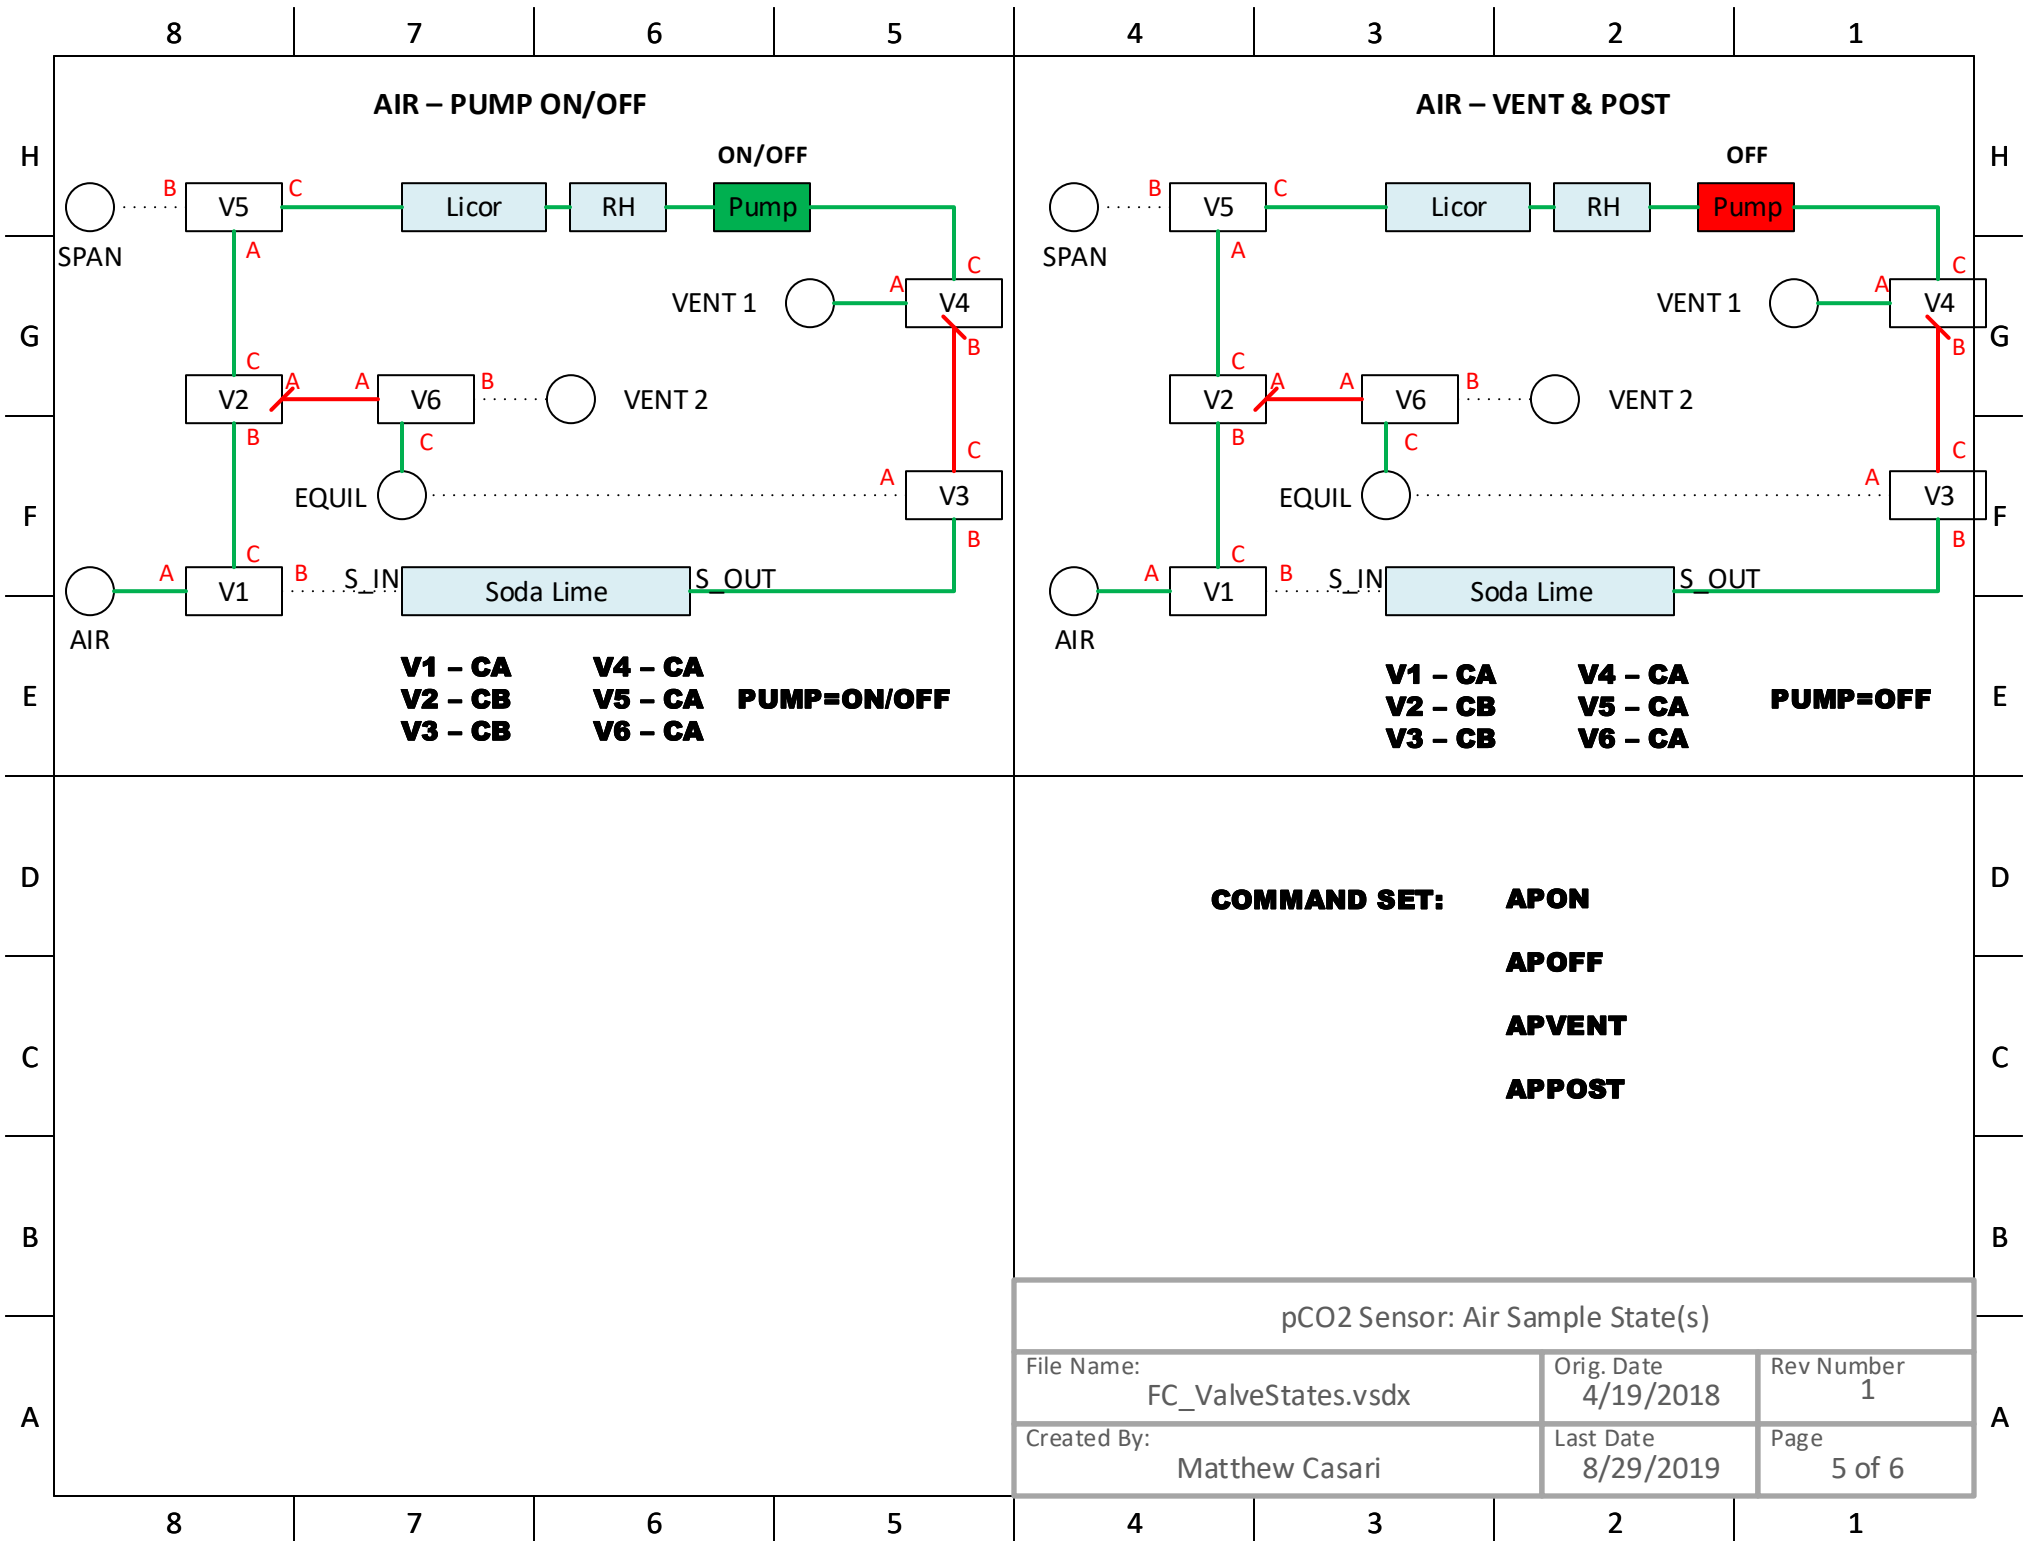 8 7 6 5 4 3 2 1
AIR – PUMP ON/OFF
H
ON/OFF
B V5 C Licor RH Pump
SPAN
A
C
VENT 1 A V4
G
B
C
V2 A A V6 B VENT 2
B C
C
EQUIL A V3
F
B
C
A V1 B S_IN Soda Lime S_OUT
AIR
V1 – CA V4 – CA
E V2 – CB V5 – CA PUMP=ON/OFF
V3 – CB V6 – CA
AIR – VENT & POST
H
OFF
B V5 C Licor RH Pump
SPAN
A
C
VENT 1 A V4
G
B
C
V2 A A V6 B VENT 2
B C
C
EQUIL A V3
F
B
C
A V1 B S_IN Soda Lime S_OUT
AIR
V1 – CA V4 – CA
V2 – CB V5 – CA PUMP=OFF E
V3 – CB V6 – CA
D D
COMMAND SET: APON
APOFF
APVENT
C C
APPOST
B B
pCO2 Sensor: Air Sample State(s)
File Name: Orig. Date Rev Number
FC_ValveStates.vsdx 4/19/2018 1
A A
Created By: Last Date Page
Matthew Casari 8/29/2019 5 of 6
8 7 6 5 4 3 2 1